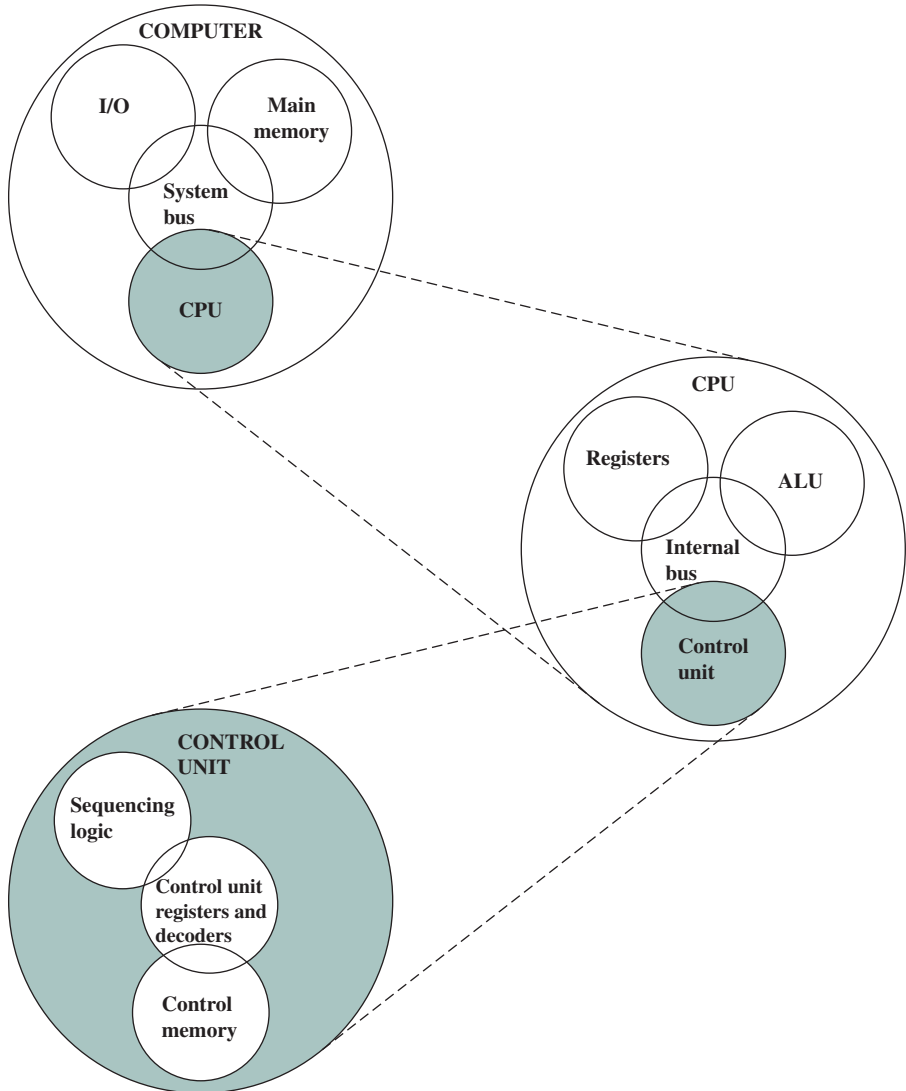 COMPUTER
I/O
Main
memory
System
bus
CPU
CPU
Registers
ALU
Internal
bus
Control
unit
CONTROL
UNIT
Sequencing
logic
Control unit
registers and
decoders
Control
memory